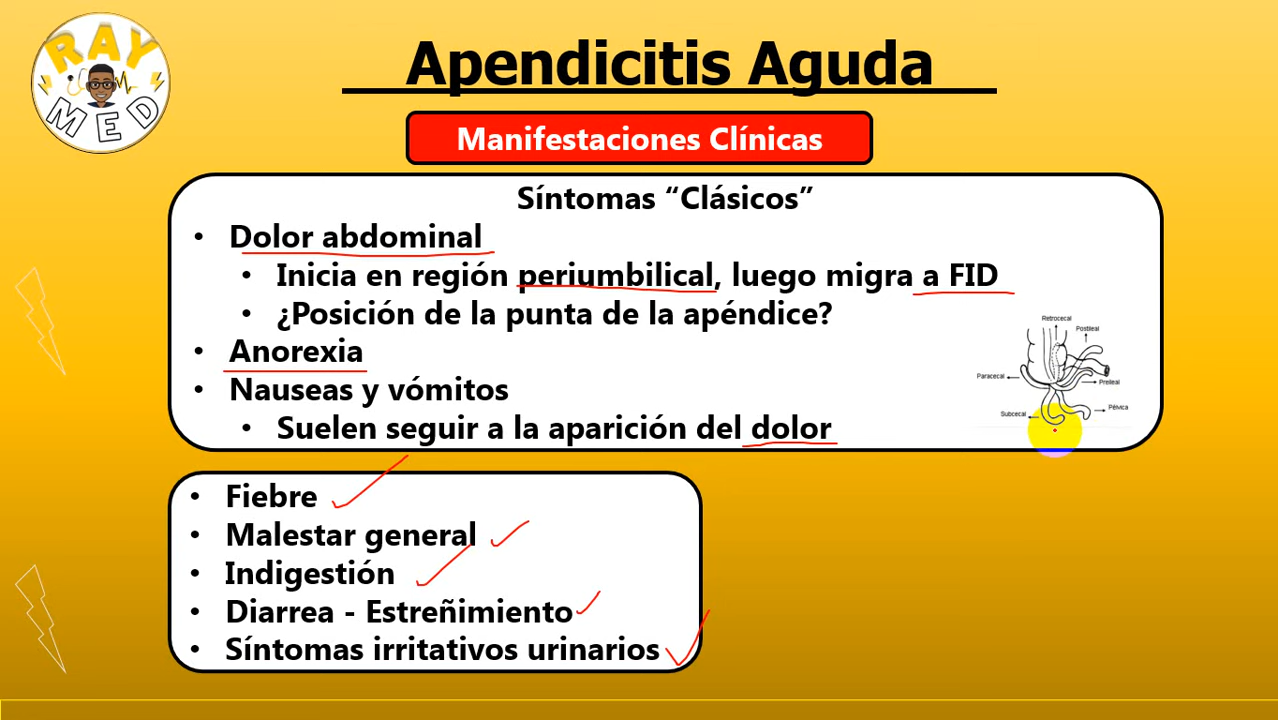 RAY
MED
Apendicitis Aguda
Manifestaciones Clínicas
Síntomas “Clásicos”
• Dolor abdominal
• Inicia en región periumbilical, luego migra a FID
• ¿Posición de la punta de la apéndice?
• Anorexia
• Nauseas y vómitos
• Suelen seguir a la aparición del dolor
Retrocecal
Postileal
Paracecal
Preileal
Subcecal
Pélvica
• Fiebre
• Malestar general
• Indigestión
• Diarrea - Estreñimiento
• Síntomas irritativos urinarios